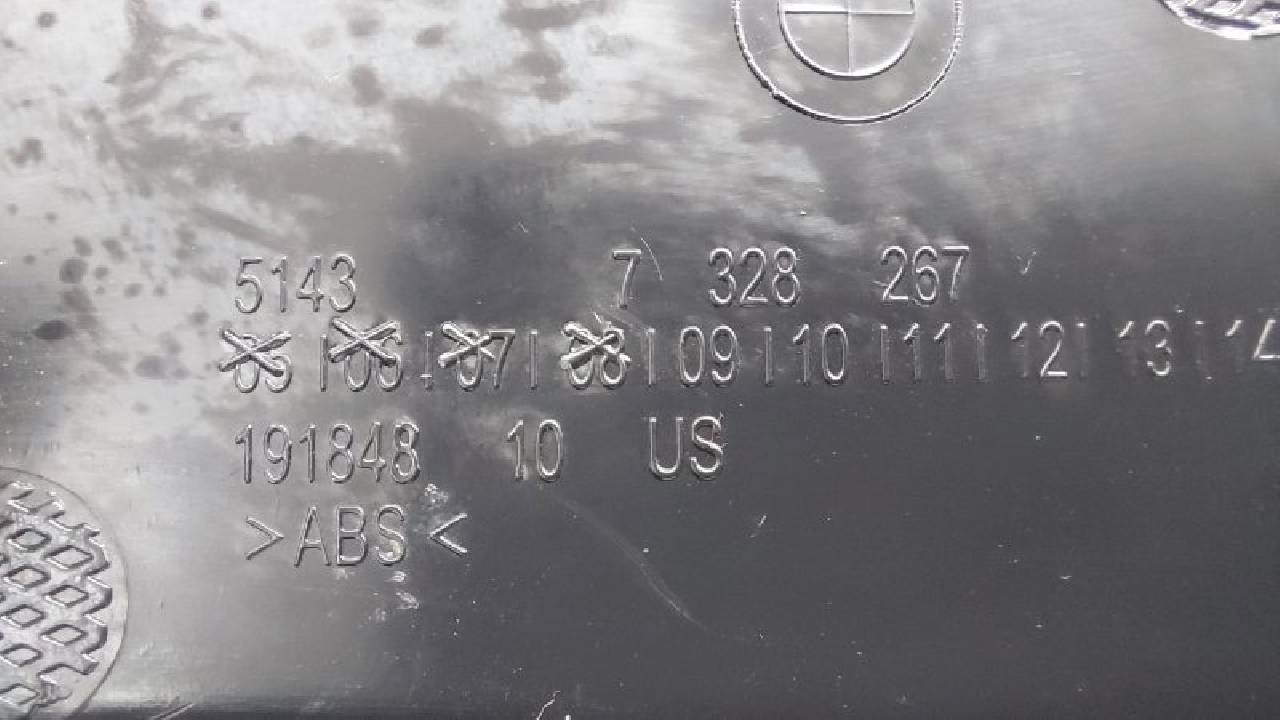 5143 7 328 267
05 | 06 | 07 | 08 | 09 | 10 | 11 | 12 | 13 | 14
191848 10 US
>ABS<